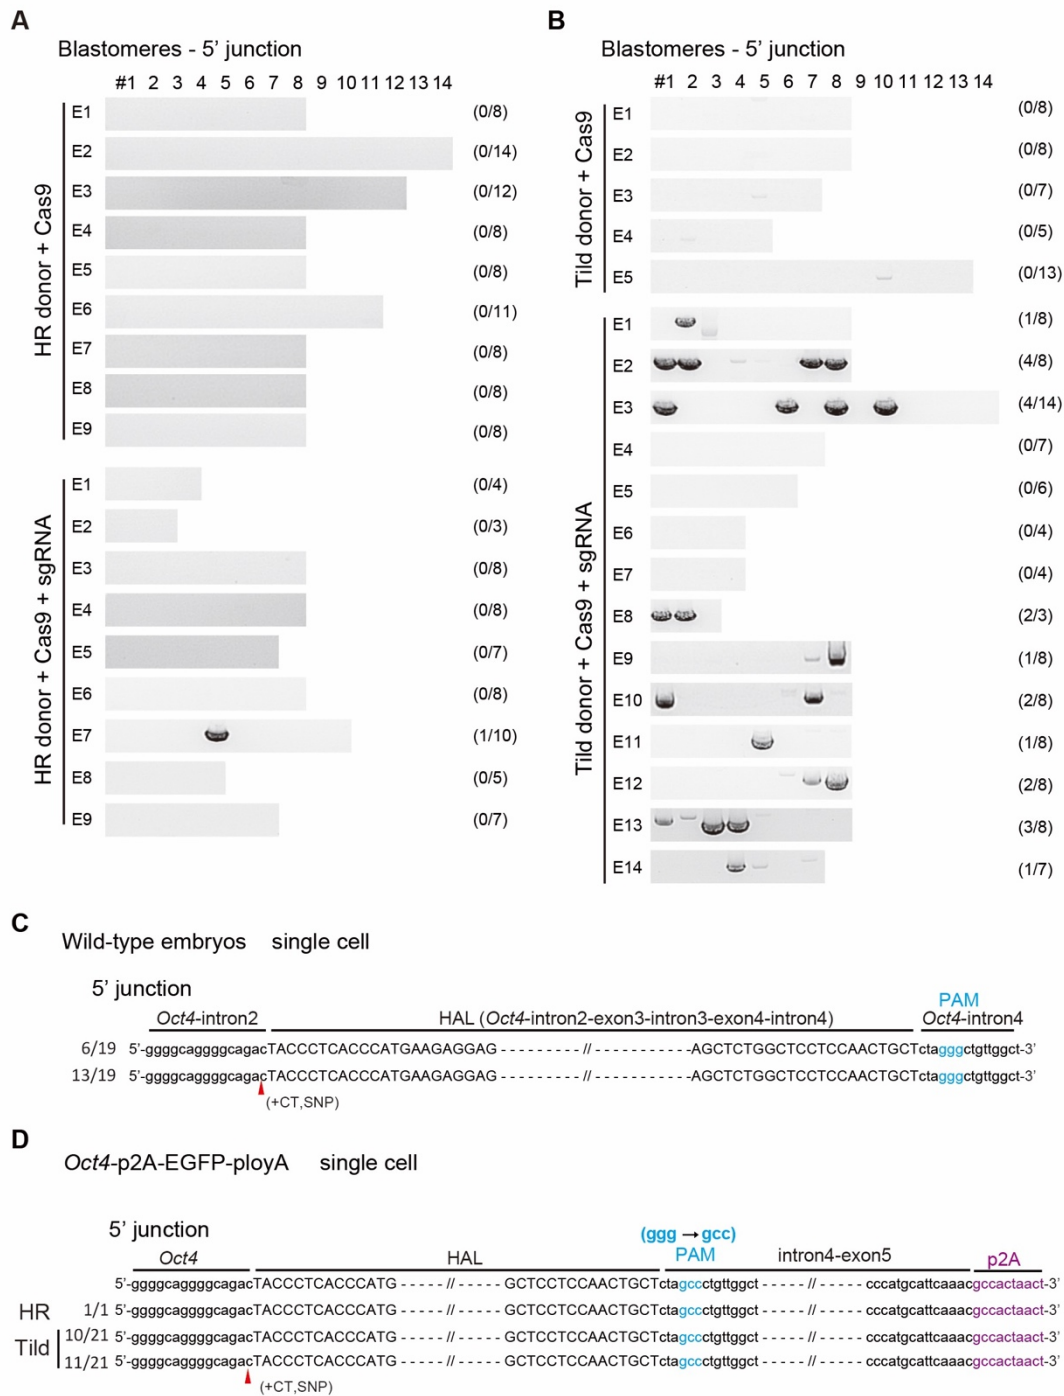 A
Blastomeres - 5’ junction
#1 2 3 4 5 6 7 8 9 10 11 12 13 14
HR donor + Cas9
E1 (0/8)
E2 (0/14)
E3 (0/12)
E4 (0/8)
E5 (0/8)
E6 (0/11)
E7 (0/8)
E8 (0/8)
E9 (0/8)
HR donor + Cas9 + sgRNA
E1 (0/4)
E2 (0/3)
E3 (0/8)
E4 (0/8)
E5 (0/7)
E6 (0/8)
E7 (1/10)
E8 (0/5)
E9 (0/7)
B
Blastomeres - 5’ junction
#1 2 3 4 5 6 7 8 9 10 11 12 13 14
Tild donor + Cas9
E1 (0/8)
E2 (0/8)
E3 (0/7)
E4 (0/5)
E5 (0/13)
Tild donor + Cas9 + sgRNA
E1 (1/8)
E2 (4/8)
E3 (4/14)
E4 (0/7)
E5 (0/6)
E6 (0/4)
E7 (0/4)
E8 (2/3)
E9 (1/8)
E10 (2/8)
E11 (1/8)
E12 (2/8)
E13 (3/8)
E14 (1/7)
C
Wild-type embryos single cell
5’ junction
PAM
Oct4-intron2 HAL (Oct4-intron2-exon3-intron3-exon4-intron4) Oct4-intron4
6/19 5’-ggggcaggggcagacTACCCTCACCCATGAAGAGGAG - - - - - - - - - // - - - - - - - - - - -AGCTCTGGCTCCTCCAACTGCTctagggctgttggct-3’
13/19 5’-ggggcaggggcagacTACCCTCACCCATGAAGAGGAG - - - - - - - - - // - - - - - - - - - - -AGCTCTGGCTCCTCCAACTGCTctagggctgttggct-3’
(+CT,SNP)
D
Oct4-p2A-EGFP-ployA single cell
5’ junction
(ggg → gcc)
Oct4 HAL PAM intron4-exon5 p2A
5’-ggggcaggggcagacTACCCTCACCCATG - - - - - // - - - - - GCTCCTCCAACTGCTctagccctgttggct - - - - - // - - - - - - cccatgcattcaaacgccactaact-3’
HR 1/1 5’-ggggcaggggcagacTACCCTCACCCATG - - - - - // - - - - - GCTCCTCCAACTGCTctagccctgttggct - - - - - // - - - - - - cccatgcattcaaacgccactaact-3’
Tild 10/21 5’-ggggcaggggcagacTACCCTCACCCATG - - - - - // - - - - - GCTCCTCCAACTGCTctagccctgttggct - - - - - // - - - - - - cccatgcattcaaacgccactaact-3’
11/21 5’-ggggcaggggcagacTACCCTCACCCATG - - - - - // - - - - - GCTCCTCCAACTGCTctagccctgttggct - - - - - // - - - - - - cccatgcattcaaacgccactaact-3’
(+CT,SNP)